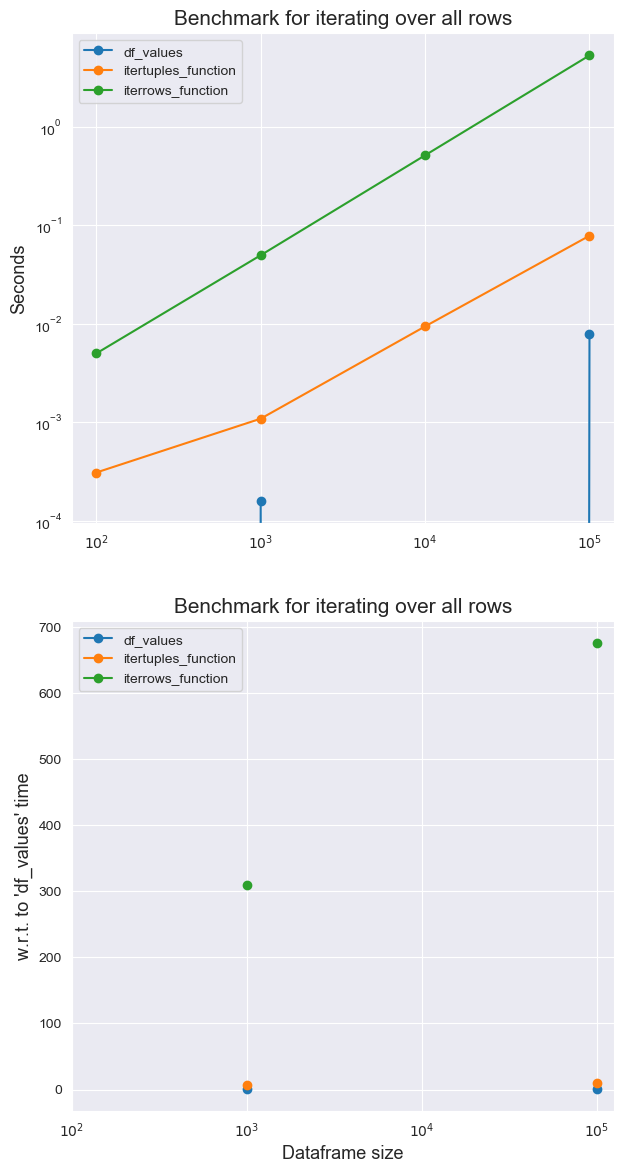 Benchmark for iterating over all rows
df_values
itertuples_function
iterrows_function
Seconds
10^0
10^-1
10^-2
10^-3
10^-4
10^2 10^3 10^4 10^5
Benchmark for iterating over all rows
df_values
itertuples_function
iterrows_function
w.r.t. to 'df_values' time
700
600
500
400
300
200
100
0
10^2 10^3 10^4 10^5
Dataframe size